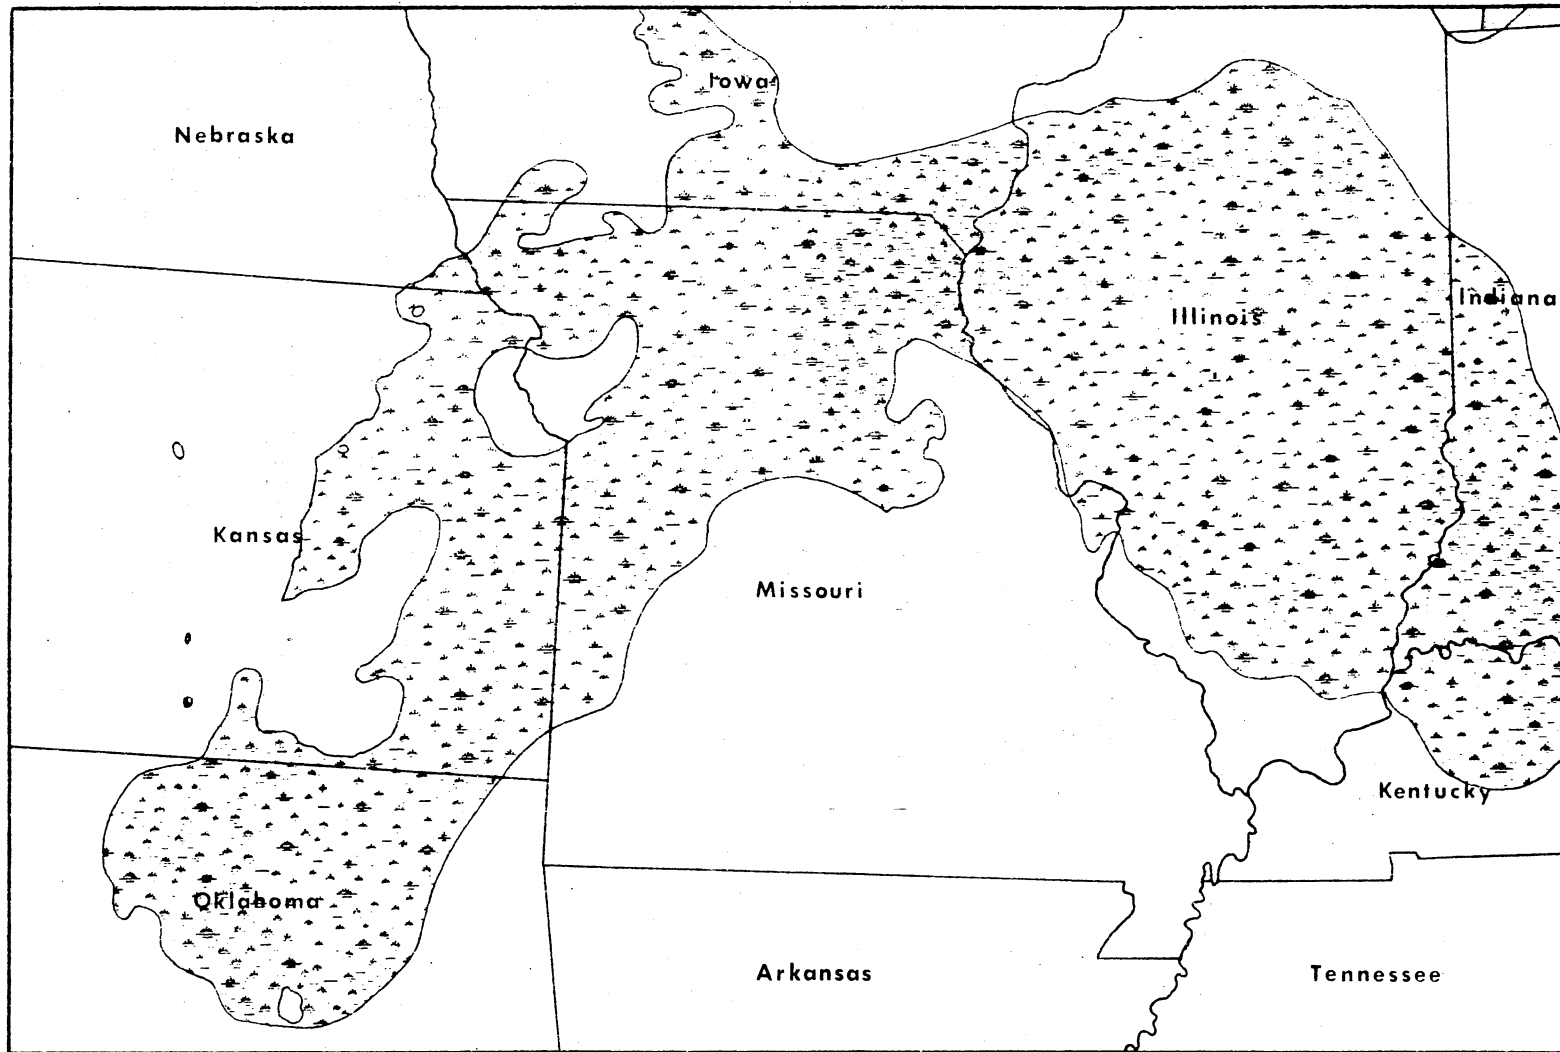 Iowa
Nebraska
Indiana
Illinois
Kansas
Missouri
Kentucky
Oklahoma
Arkansas
Tennessee